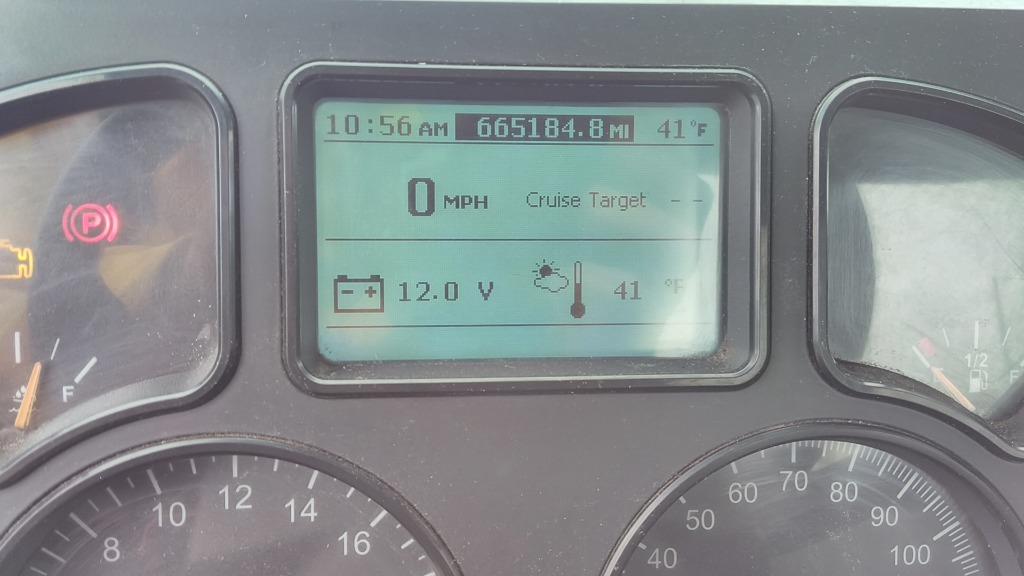 10:56 AM 665184.8 MI 41°F
0 MPH Cruise Target - -
P
12.0 V 41 °F
F
1/2
F
8 10 12 14 16
40 50 60 70 80 90 100